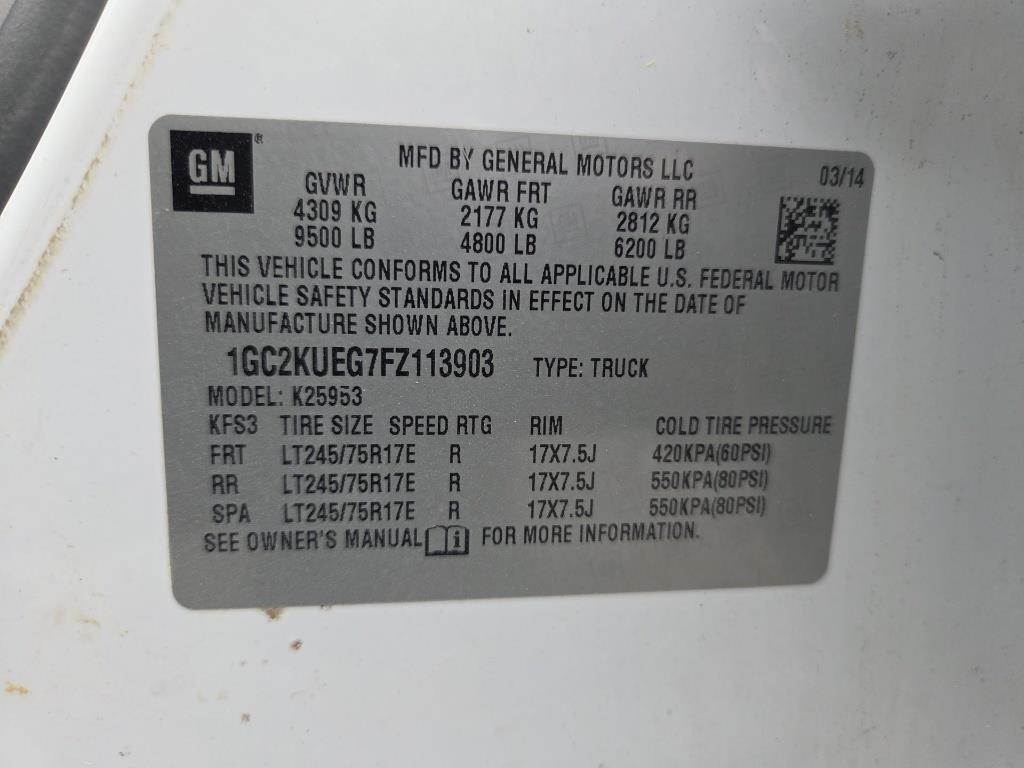 GM®
MFD BY GENERAL MOTORS LLC 03/14
GVWR GAWR FRT GAWR RR
4309 KG 2177 KG 2812 KG
9500 LB 4800 LB 6200 LB
THIS VEHICLE CONFORMS TO ALL APPLICABLE U.S. FEDERAL MOTOR
VEHICLE SAFETY STANDARDS IN EFFECT ON THE DATE OF
MANUFACTURE SHOWN ABOVE.
1GC2KUEG7FZ113903 TYPE: TRUCK
MODEL: K25953
KFS3 TIRE SIZE SPEED RTG RIM COLD TIRE PRESSURE
FRT LT245/75R17E R 17X7.5J 420KPA(60PSI)
RR LT245/75R17E R 17X7.5J 550KPA(80PSI)
SPA LT245/75R17E R 17X7.5J 550KPA(80PSI)
SEE OWNER'S MANUAL i FOR MORE INFORMATION.